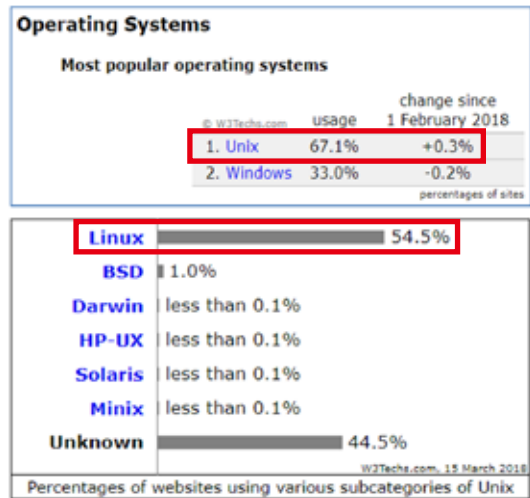 Operating Systems
Most popular operating systems
change since
© W3Techs.com usage 1 February 2018
1. Unix 67.1% +0.3%
2. Windows 33.0% -0.2%
percentages of sites
Linux 54.5%
BSD 1.0%
Darwin less than 0.1%
HP-UX less than 0.1%
Solaris less than 0.1%
Minix less than 0.1%
Unknown 44.5%
W3Techs.com, 15 March 2018
Percentages of websites using various subcategories of Unix